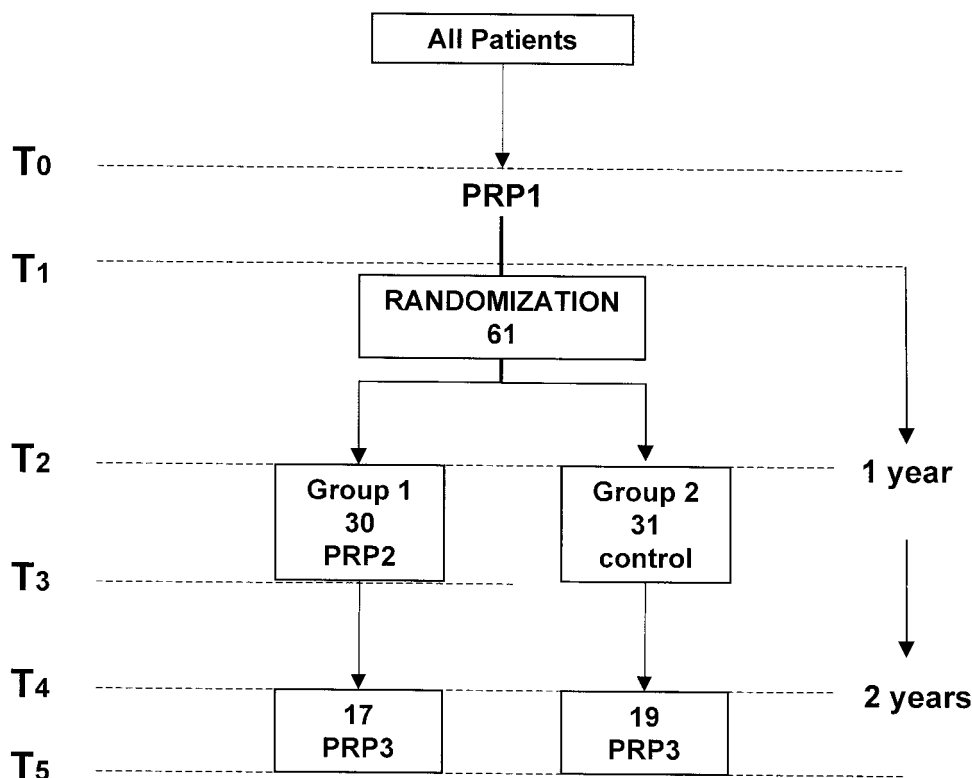 All Patients
T0
PRP1
T1
RANDOMIZATION
61
T2
1 year
Group 1
30
PRP2
Group 2
31
control
T3
T4
2 years
17
PRP3
19
PRP3
T5